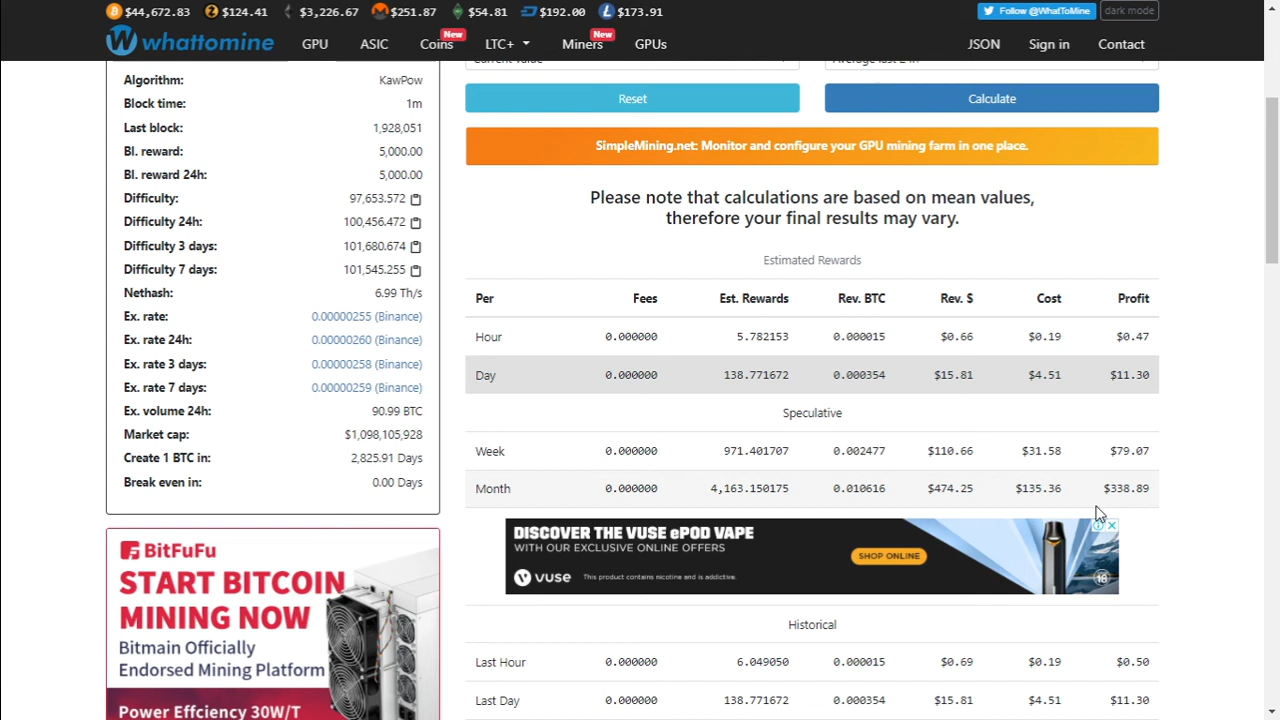 $44,672.83 $124.41 $3,226.67 $251.87 $54.81 $192.00 $173.91 Follow @WhatToMine dark mode
whattomine GPU ASIC Coins New LTC+ Miners New GPUs JSON Sign in Contact
Algorithm: KawPow
Block time: 1m
Last block: 1,928,051
Bl. reward: 5,000.00
Bl. reward 24h: 5,000.00
Difficulty: 97,653.572
Difficulty 24h: 100,456.472
Difficulty 3 days: 101,680.674
Difficulty 7 days: 101,545.255
Nethash: 6.99 Th/s
Ex. rate: 0.00000255 (Binance)
Ex. rate 24h: 0.00000260 (Binance)
Ex. rate 3 days: 0.00000258 (Binance)
Ex. rate 7 days: 0.00000259 (Binance)
Ex. volume 24h: 90.99 BTC
Market cap: $1,098,105,928
Create 1 BTC in: 2,825.91 Days
Break even in: 0.00 Days
BitFuFu
START BITCOIN
MINING NOW
Bitmain Officially
Endorsed Mining Platform
Power Effciency 30W/T
Reset Calculate
SimpleMining.net: Monitor and configure your GPU mining farm in one place.
Please note that calculations are based on mean values,
therefore your final results may vary.
Estimated Rewards
Per Fees Est. Rewards Rev. BTC Rev. $ Cost Profit
Hour 0.000000 5.782153 0.000015 $0.66 $0.19 $0.47
Day 0.000000 138.771672 0.000354 $15.81 $4.51 $11.30
Speculative
Week 0.000000 971.401707 0.002477 $110.66 $31.58 $79.07
Month 0.000000 4,163.150175 0.010616 $474.25 $135.36 $338.89
DISCOVER THE VUSE ePOD VAPE
WITH OUR EXCLUSIVE ONLINE OFFERS
SHOP ONLINE
VUSE This product contains nicotine and is addictive. 18
Historical
Last Hour 0.000000 6.049050 0.000015 $0.69 $0.19 $0.50
Last Day 0.000000 138.771672 0.000354 $15.81 $4.51 $11.30